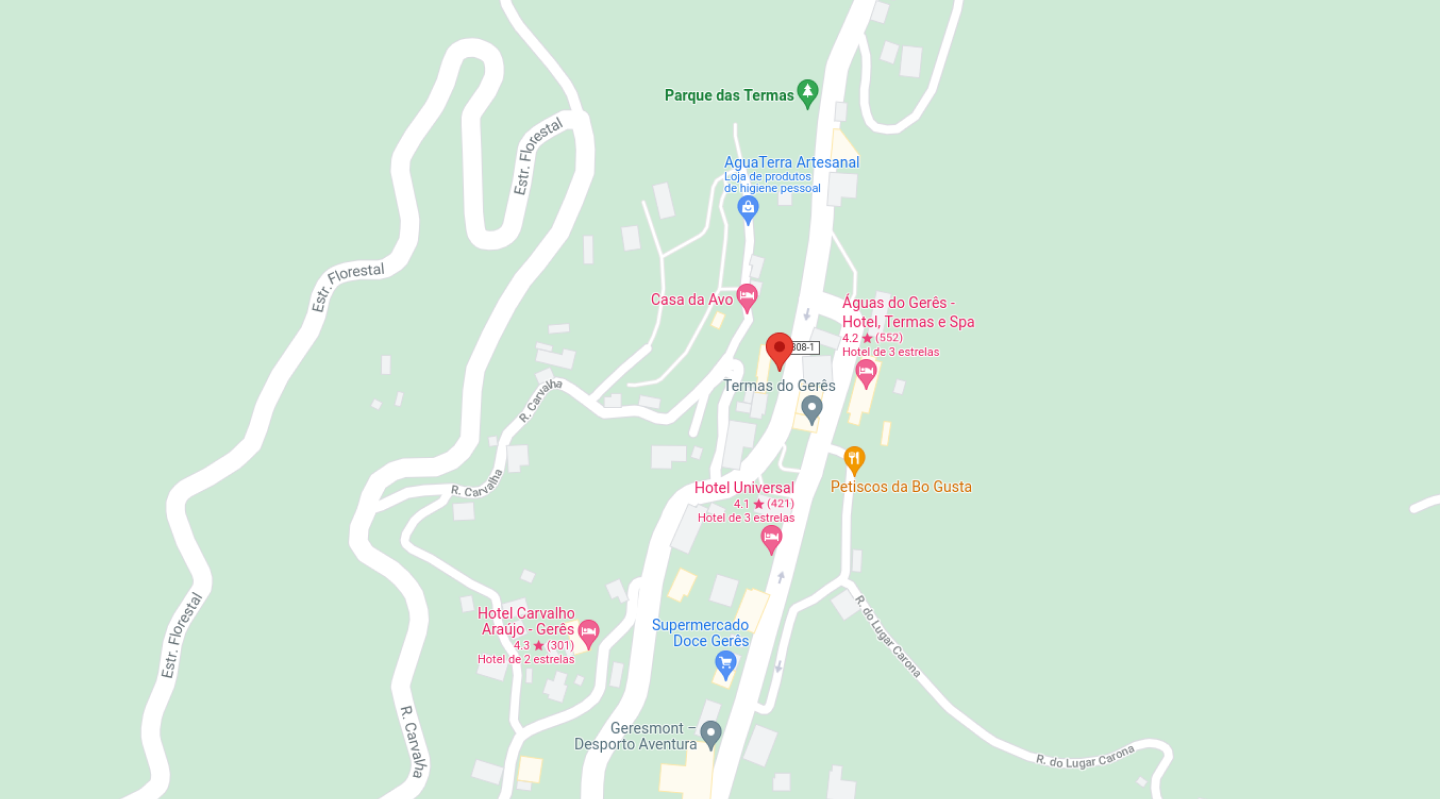 Parque das Termas
Estr. Florestal
AguaTerra Artesanal
Loja de produtos
de higiene pessoal
Estr. Florestal
Casa da Avo
Águas do Gerês -
Hotel, Termas e Spa
4.2 ★ (552)
Hotel de 3 estrelas
308-1
Termas do Gerês
R. Carvalha
R. Carvalha
Hotel Universal
4.1 ★ (421)
Hotel de 3 estrelas
Petiscos da Bo Gusta
Hotel Carvalho
Araújo - Gerês
4.3 ★ (301)
Hotel de 2 estrelas
Supermercado
Doce Gerês
Estr. Florestal
R. do Lugar Carona
R. Carvalha
Geresmont –
Desporto Aventura
R. do Lugar Carona